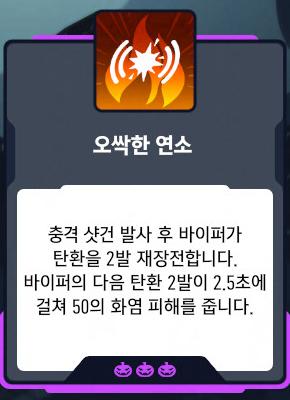 오싹한 연소
충격 샷건 발사 후 바이퍼가
탄환을 2발 재장전합니다.
바이퍼의 다음 탄환 2발이 2.5초에
걸쳐 50의 화염 피해를 줍니다.